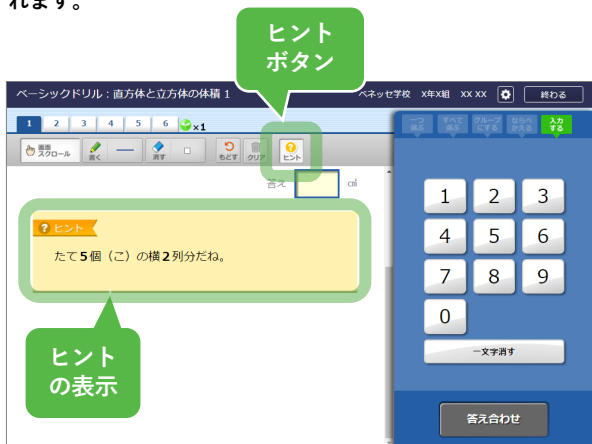 れます。
ヒント
ボタン
ベーシックドリル：直方体と立方体の体積 1
ベネッセ学校 X年X組 XX XX 終わる
1 2 3 4 5 6 x1
一つ選ぶ すべて選ぶ グループにする ならべかえる 入力する
画面スクロール 書く 消す もどす クリア ヒント
答え ㎤
ヒント
たて5個（こ）の横2列分だね。
ヒント
の表示
1 2 3
4 5 6
7 8 9
0
一文字消す
答え合わせ